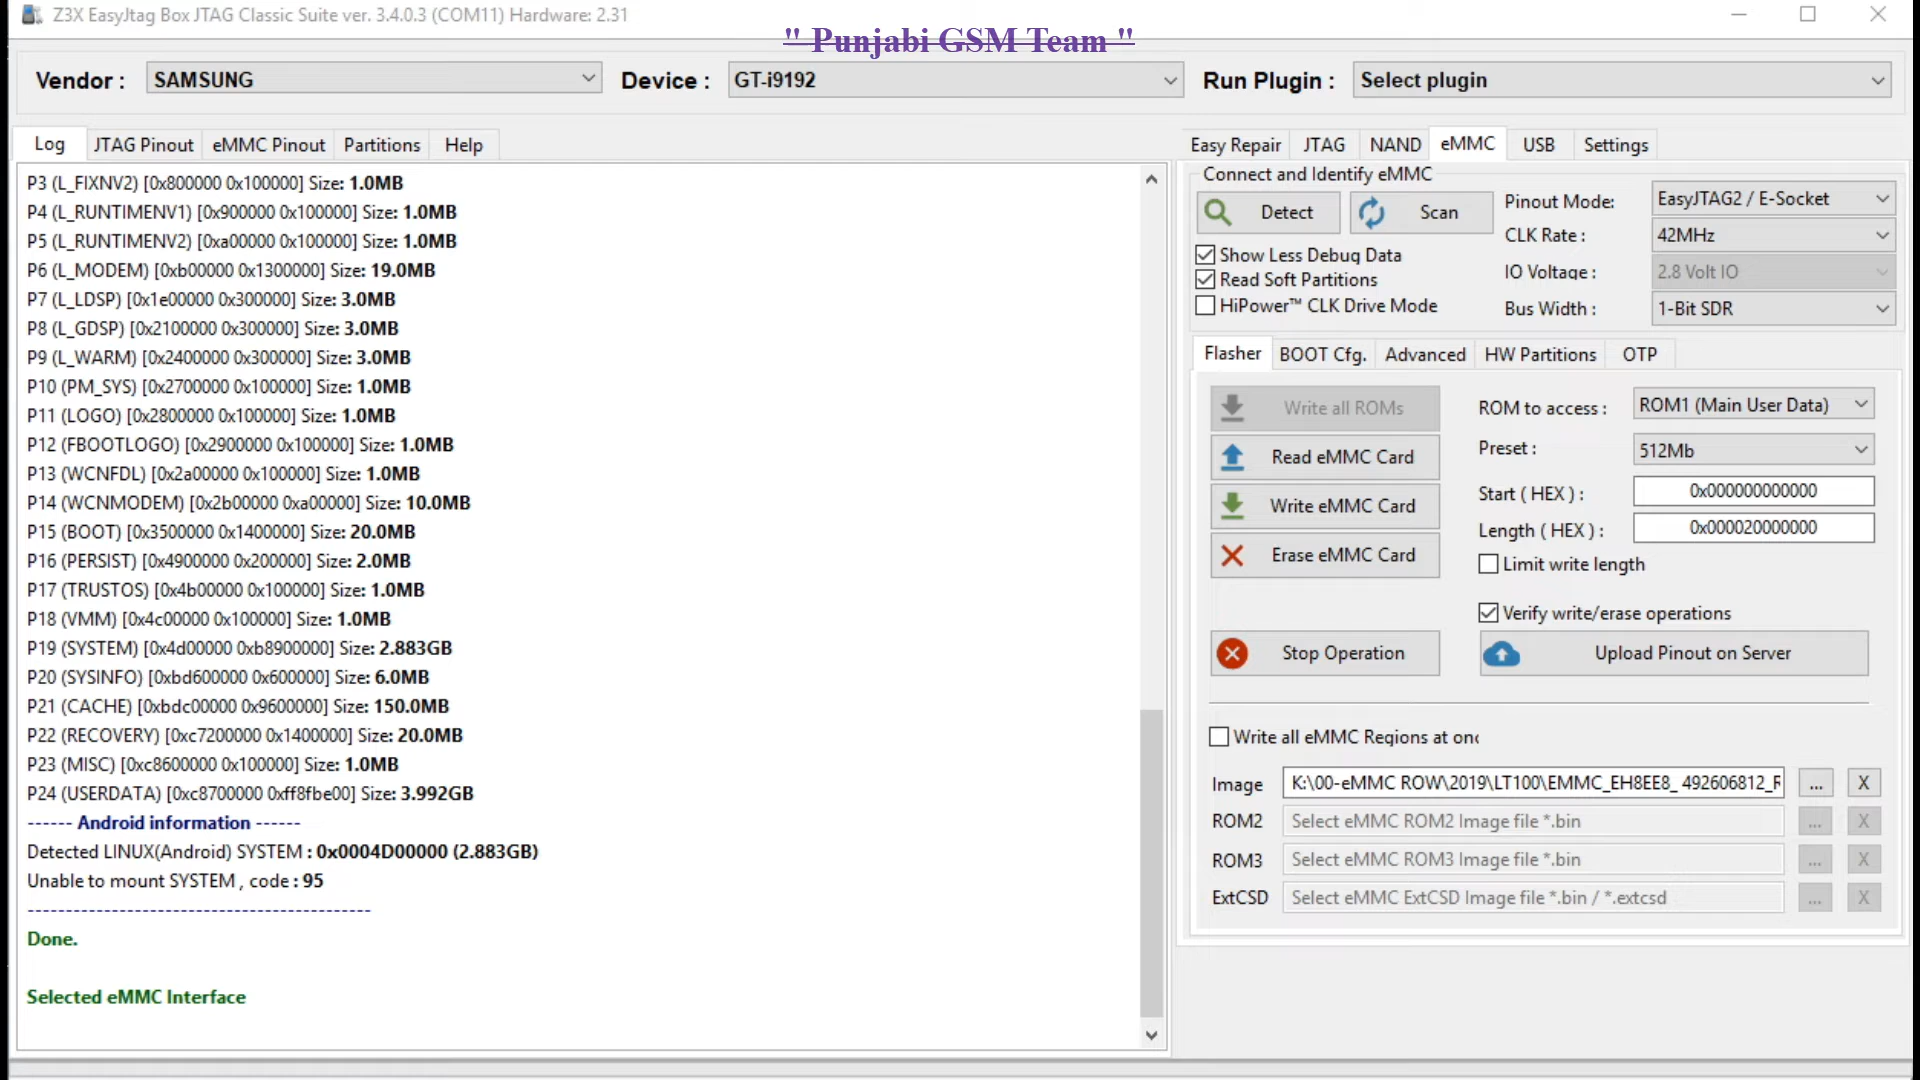 Z3X EasyJtag Box JTAG Classic Suite ver. 3.4.0.3 (COM11) Hardware: 2.31
" Punjabi GSM Team "
Vendor : SAMSUNG Device : GT-i9192 Run Plugin : Select plugin
Log JTAG Pinout eMMC Pinout Partitions Help
P3 (L_FIXNV2) [0x800000 0x100000] Size: 1.0MB
P4 (L_RUNTIMENV1) [0x900000 0x100000] Size: 1.0MB
P5 (L_RUNTIMENV2) [0xa00000 0x100000] Size: 1.0MB
P6 (L_MODEM) [0xb00000 0x1300000] Size: 19.0MB
P7 (L_LDSP) [0x1e00000 0x300000] Size: 3.0MB
P8 (L_GDSP) [0x2100000 0x300000] Size: 3.0MB
P9 (L_WARM) [0x2400000 0x300000] Size: 3.0MB
P10 (PM_SYS) [0x2700000 0x100000] Size: 1.0MB
P11 (LOGO) [0x2800000 0x100000] Size: 1.0MB
P12 (FBOOTLOGO) [0x2900000 0x100000] Size: 1.0MB
P13 (WCNFDL) [0x2a00000 0x100000] Size: 1.0MB
P14 (WCNMODEM) [0x2b00000 0xa00000] Size: 10.0MB
P15 (BOOT) [0x3500000 0x1400000] Size: 20.0MB
P16 (PERSIST) [0x4900000 0x200000] Size: 2.0MB
P17 (TRUSTOS) [0x4b00000 0x100000] Size: 1.0MB
P18 (VMM) [0x4c00000 0x100000] Size: 1.0MB
P19 (SYSTEM) [0x4d00000 0xb8900000] Size: 2.883GB
P20 (SYSINFO) [0xbd600000 0x600000] Size: 6.0MB
P21 (CACHE) [0xbdc00000 0x9600000] Size: 150.0MB
P22 (RECOVERY) [0xc7200000 0x1400000] Size: 20.0MB
P23 (MISC) [0xc8600000 0x100000] Size: 1.0MB
P24 (USERDATA) [0xc8700000 0xff8fbe00] Size: 3.992GB
------ Android information ------
Detected LINUX(Android) SYSTEM : 0x0004D00000 (2.883GB)
Unable to mount SYSTEM , code : 95
---------------------------------------------
Done.
Selected eMMC Interface
Easy Repair JTAG NAND eMMC USB Settings
Connect and Identify eMMC
Detect Scan
Show Less Debug Data
Read Soft Partitions
HiPower™ CLK Drive Mode
Pinout Mode: EasyJTAG2 / E-Socket
CLK Rate : 42MHz
IO Voltage : 2.8 Volt IO
Bus Width : 1-Bit SDR
Flasher BOOT Cfg. Advanced HW Partitions OTP
Write all ROMs
Read eMMC Card
Write eMMC Card
Erase eMMC Card
ROM to access : ROM1 (Main User Data)
Preset : 512Mb
Start ( HEX ) : 0x000000000000
Length ( HEX ) : 0x000020000000
Limit write length
Verify write/erase operations
Stop Operation Upload Pinout on Server
Write all eMMC Regions at onc
Image K:\00-eMMC ROW\2019\LT100\EMMC_EH8EE8_ 492606812_R ... X
ROM2 Select eMMC ROM2 Image file *.bin ... X
ROM3 Select eMMC ROM3 Image file *.bin ... X
ExtCSD Select eMMC ExtCSD Image file *.bin / *.extcsd ... X